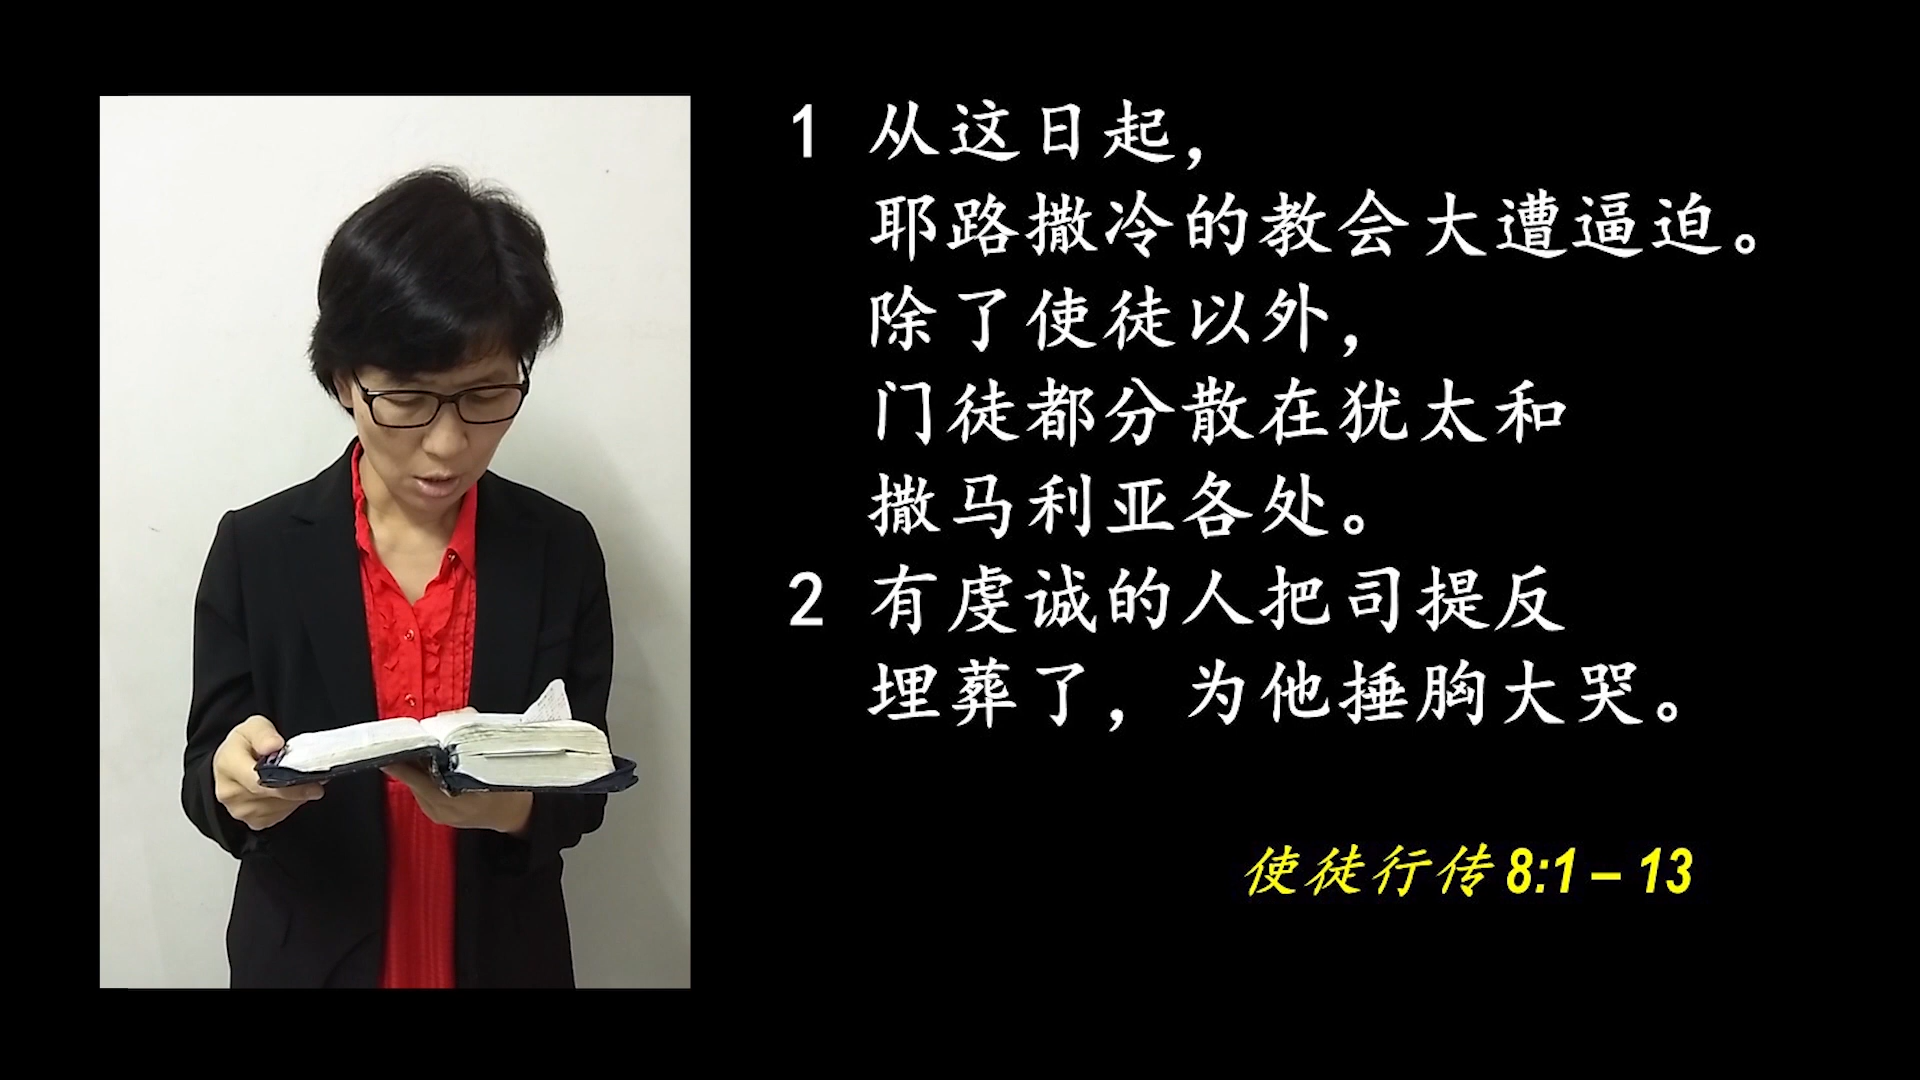 1 从这日起，
耶路撒冷的教会大遭逼迫。
除了使徒以外，
门徒都分散在犹太和
撒马利亚各处。
2 有虔诚的人把司提反
埋葬了，为他捶胸大哭。
使徒行传 8:1 – 13